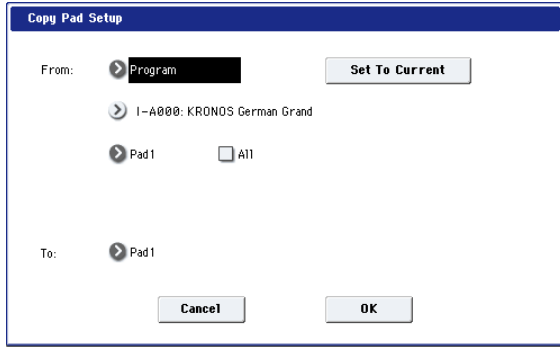 Copy Pad Setup
From: Program Set To Current
I-A000: KRONOS German Grand
Pad1 All
To: Pad1
Cancel OK